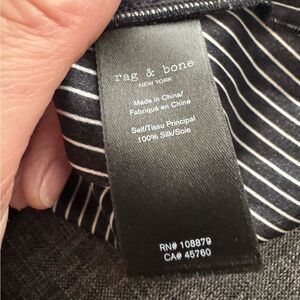 rag & bone
NEW YORK
Made in China/
Fabriqué en Chine
Self/Tissu Principal
100% Silk/Soie
RN# 108879
CA# 45760